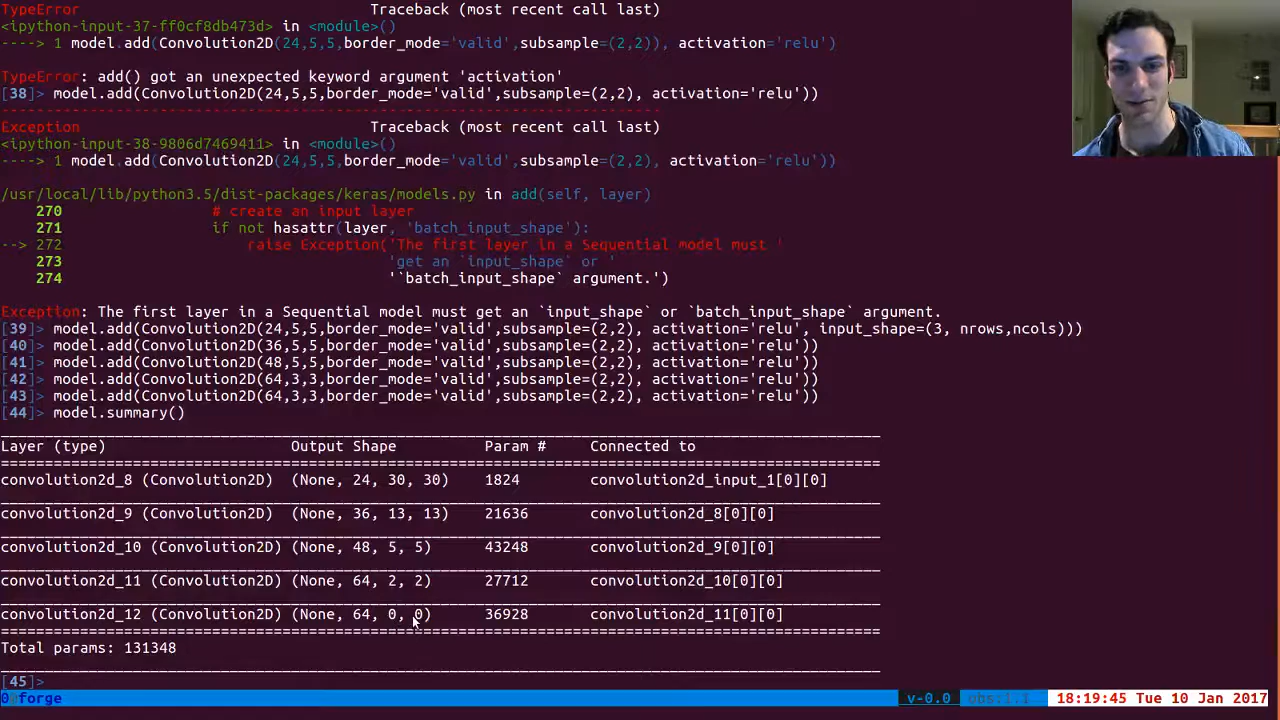 TypeError                                 Traceback (most recent call last)
<ipython-input-37-ff0cf8db473d> in <module>()
----> 1 model.add(Convolution2D(24,5,5,border_mode='valid',subsample=(2,2)), activation='relu')
TypeError: add() got an unexpected keyword argument 'activation'
[38]> model.add(Convolution2D(24,5,5,border_mode='valid',subsample=(2,2), activation='relu'))
---------------------------------------------------------------------------
Exception                                 Traceback (most recent call last)
<ipython-input-38-9806d7469411> in <module>()
----> 1 model.add(Convolution2D(24,5,5,border_mode='valid',subsample=(2,2), activation='relu'))
/usr/local/lib/python3.5/dist-packages/keras/models.py in add(self, layer)
    270                 # create an input layer
    271                 if not hasattr(layer, 'batch_input_shape'):
--> 272                     raise Exception('The first layer in a Sequential model must '
    273                                     'get an `input_shape` or '
    274                                     '`batch_input_shape` argument.')
Exception: The first layer in a Sequential model must get an `input_shape` or `batch_input_shape` argument.
[39]> model.add(Convolution2D(24,5,5,border_mode='valid',subsample=(2,2), activation='relu', input_shape=(3, nrows,ncols)))
[40]> model.add(Convolution2D(36,5,5,border_mode='valid',subsample=(2,2), activation='relu'))
[41]> model.add(Convolution2D(48,5,5,border_mode='valid',subsample=(2,2), activation='relu'))
[42]> model.add(Convolution2D(64,3,3,border_mode='valid',subsample=(2,2), activation='relu'))
[43]> model.add(Convolution2D(64,3,3,border_mode='valid',subsample=(2,2), activation='relu'))
[44]> model.summary()
Layer (type)                     Output Shape          Param #     Connected to
convolution2d_8 (Convolution2D)  (None, 24, 30, 30)    1824        convolution2d_input_1[0][0]
convolution2d_9 (Convolution2D)  (None, 36, 13, 13)    21636       convolution2d_8[0][0]
convolution2d_10 (Convolution2D) (None, 48, 5, 5)      43248       convolution2d_9[0][0]
convolution2d_11 (Convolution2D) (None, 64, 2, 2)      27712       convolution2d_10[0][0]
convolution2d_12 (Convolution2D) (None, 64, 0, 0)      36928       convolution2d_11[0][0]
Total params: 131348
[45]>
0@forge v-0.0 obs:1.1 18:19:45 Tue 10 Jan 2017